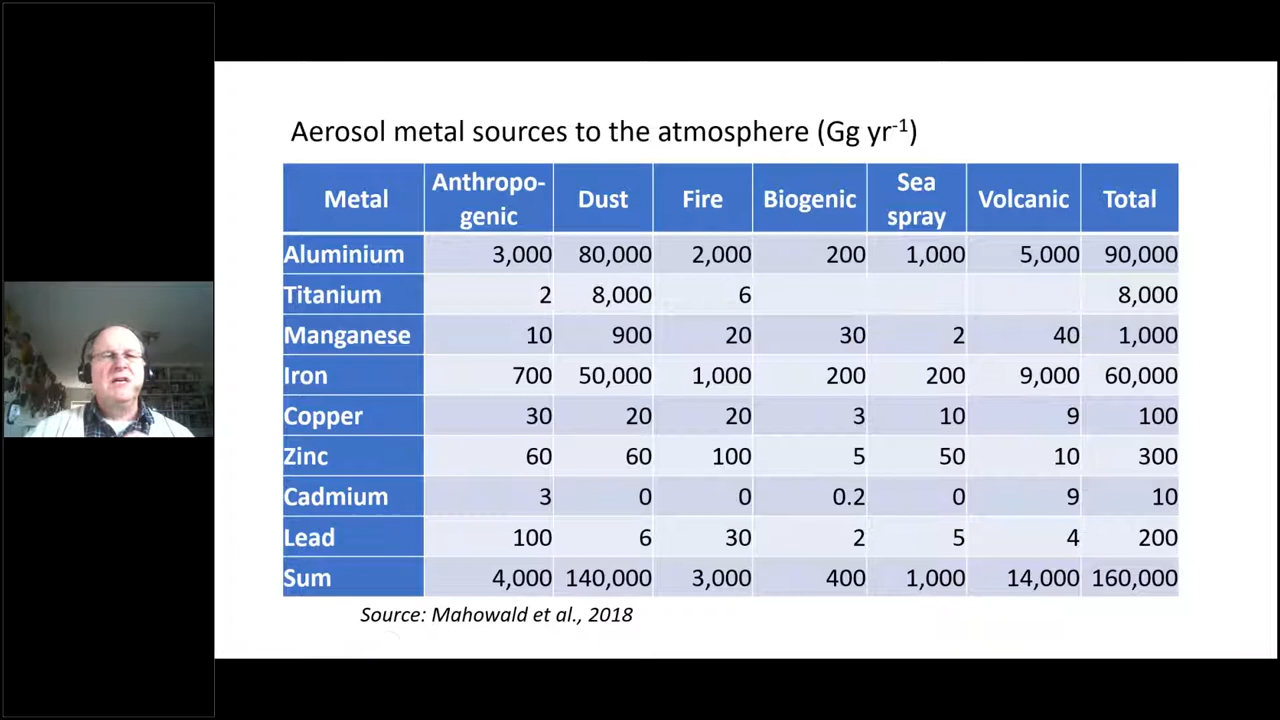 Aerosol metal sources to the atmosphere (Gg yr⁻¹)
Metal Anthropo-genic Dust Fire Biogenic Sea spray Volcanic Total
Aluminium 3,000 80,000 2,000 200 1,000 5,000 90,000
Titanium 2 8,000 6 8,000
Manganese 10 900 20 30 2 40 1,000
Iron 700 50,000 1,000 200 200 9,000 60,000
Copper 30 20 20 3 10 9 100
Zinc 60 60 100 5 50 10 300
Cadmium 3 0 0 0.2 0 9 10
Lead 100 6 30 2 5 4 200
Sum 4,000 140,000 3,000 400 1,000 14,000 160,000
Source: Mahowald et al., 2018